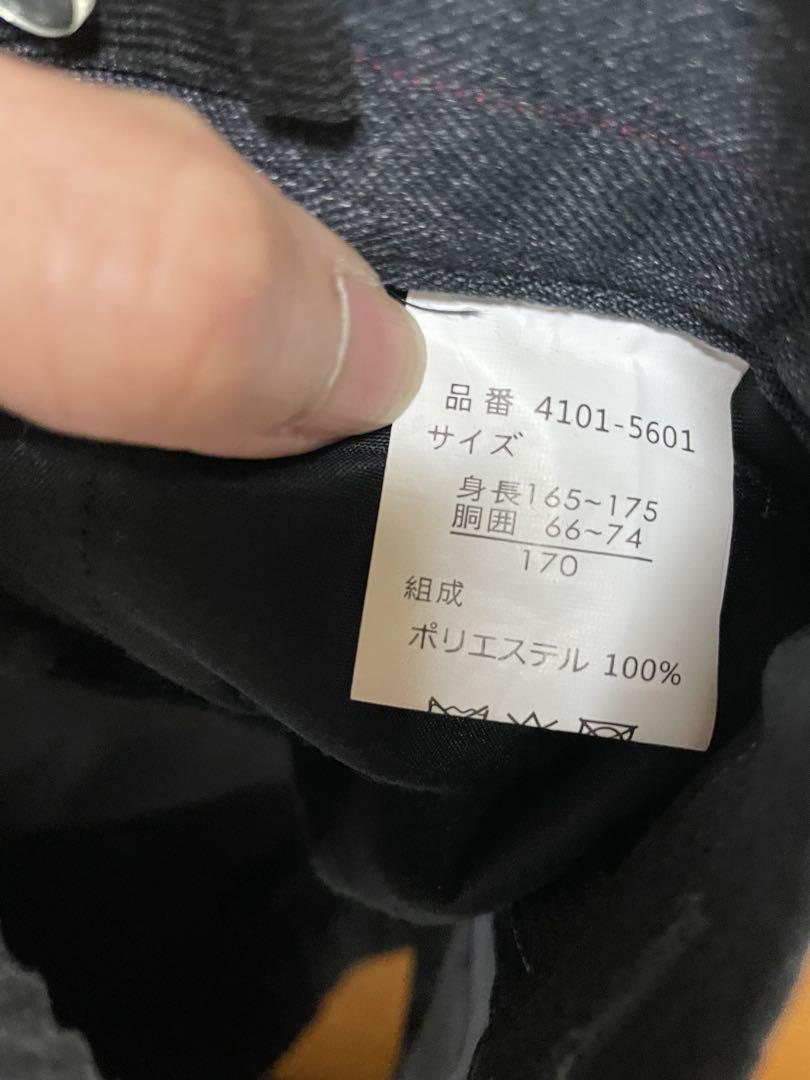 品番 4101-5601
サイズ
身長165~175
胴囲 66~74
170
組成
ポリエステル 100%